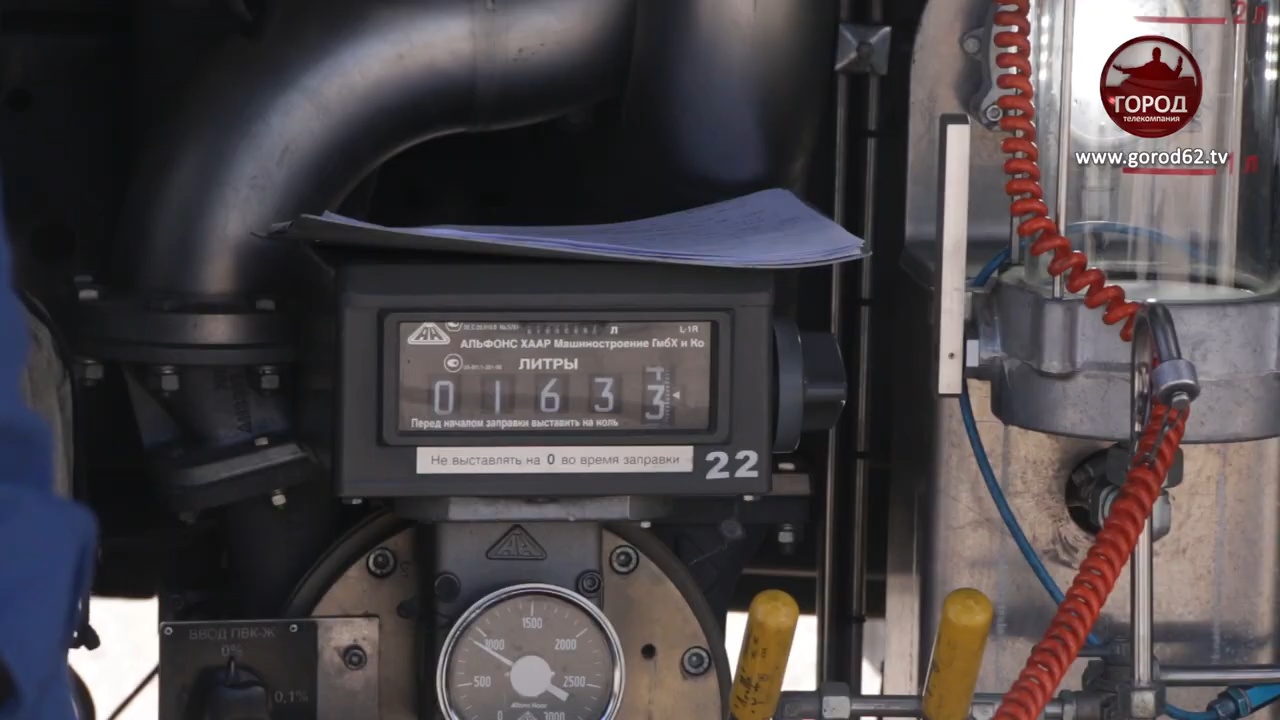 2 л
ГОРОД
телекомпания
www.gorod62.tv
1 л
л
L-1R
АЛЬФОНС ХААР Машиностроение ГмбХ и Ко
ЛИТРЫ
0 1 6 3 3
Перед началом заправки выставить на ноль
Не выставлять на 0 во время заправки
22
ВВОД ПВК-Ж
0%
0,1%
1500
1000
2000
500
2500
0
3000